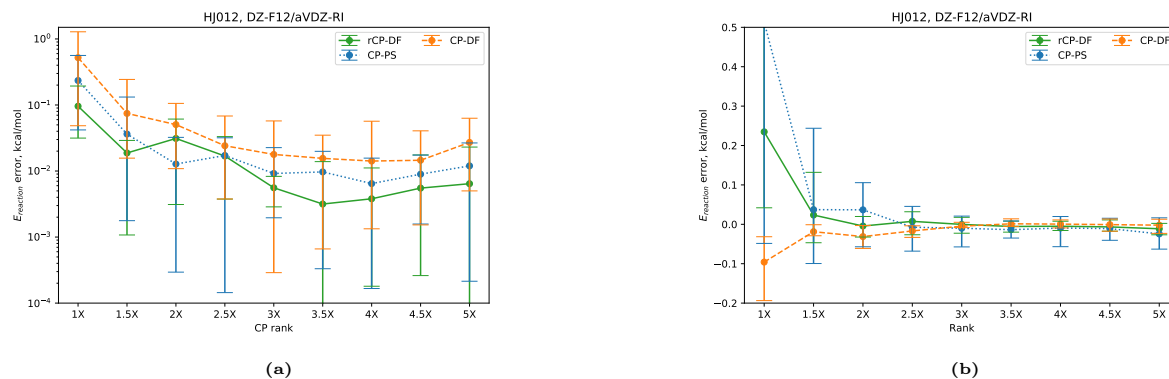 HJ012, DZ-F12/aVDZ-RI
rCP-DF
CP-PS
CP-DF
10⁰
10⁻¹
10⁻²
10⁻³
10⁻⁴
E_reaction error, kcal/mol
1X 1.5X 2X 2.5X 3X 3.5X 4X 4.5X 5X
CP rank
(a)
HJ012, DZ-F12/aVDZ-RI
rCP-DF
CP-PS
CP-DF
0.5
0.4
0.3
0.2
0.1
0.0
−0.1
−0.2
E_reaction error, kcal/mol
1X 1.5X 2X 2.5X 3X 3.5X 4X 4.5X 5X
Rank
(b)